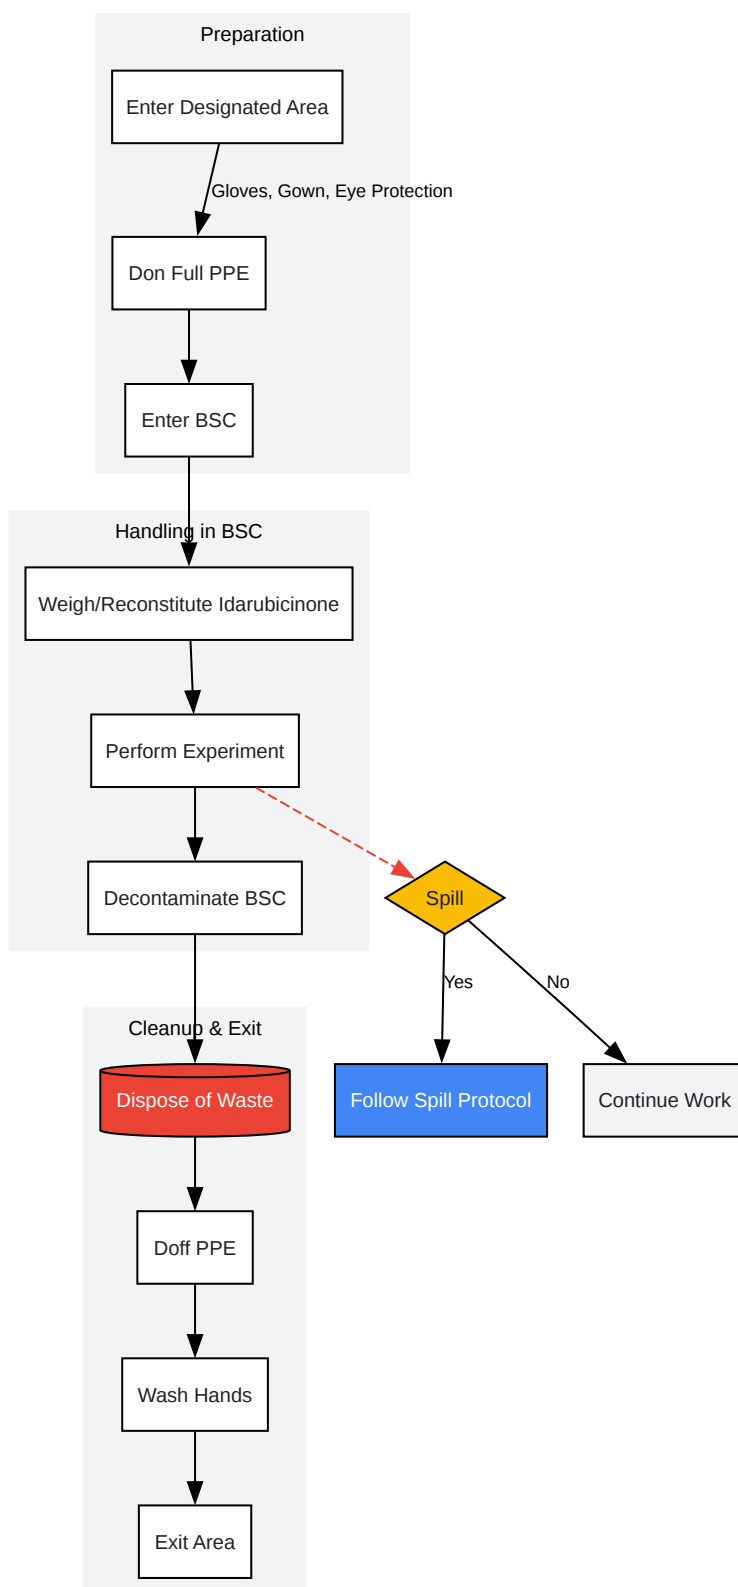 Preparation
Enter Designated Area
Gloves, Gown, Eye Protection
Don Full PPE
Enter BSC
Handling in BSC
Weigh/Reconstitute Idarubicinone
Perform Experiment
Decontaminate BSC
Spill
Yes
No
Cleanup & Exit
Dispose of Waste
Follow Spill Protocol
Continue Work
Doff PPE
Wash Hands
Exit Area